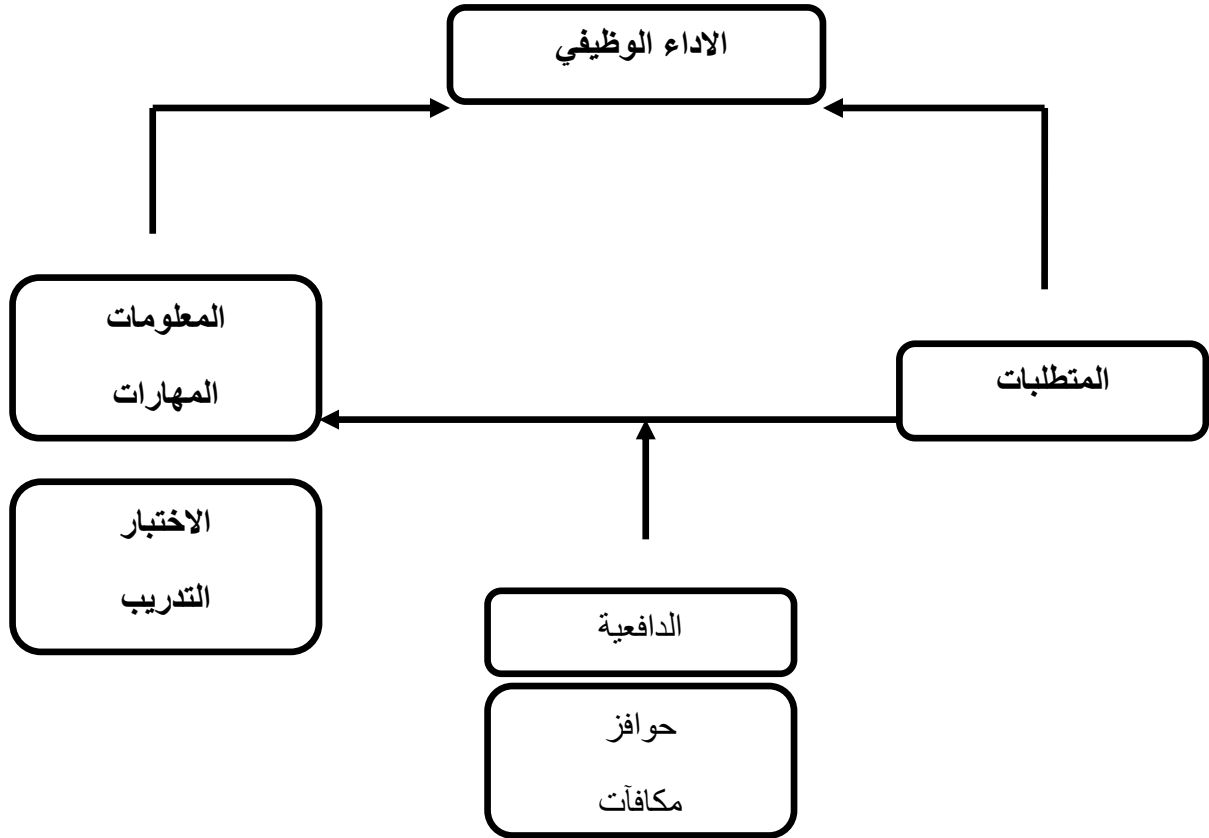 الاداء الوظيفي
المعلومات
المهارات
المتطلبات
الاختبار
التدريب
الدافعية
حوافز
مكافآت